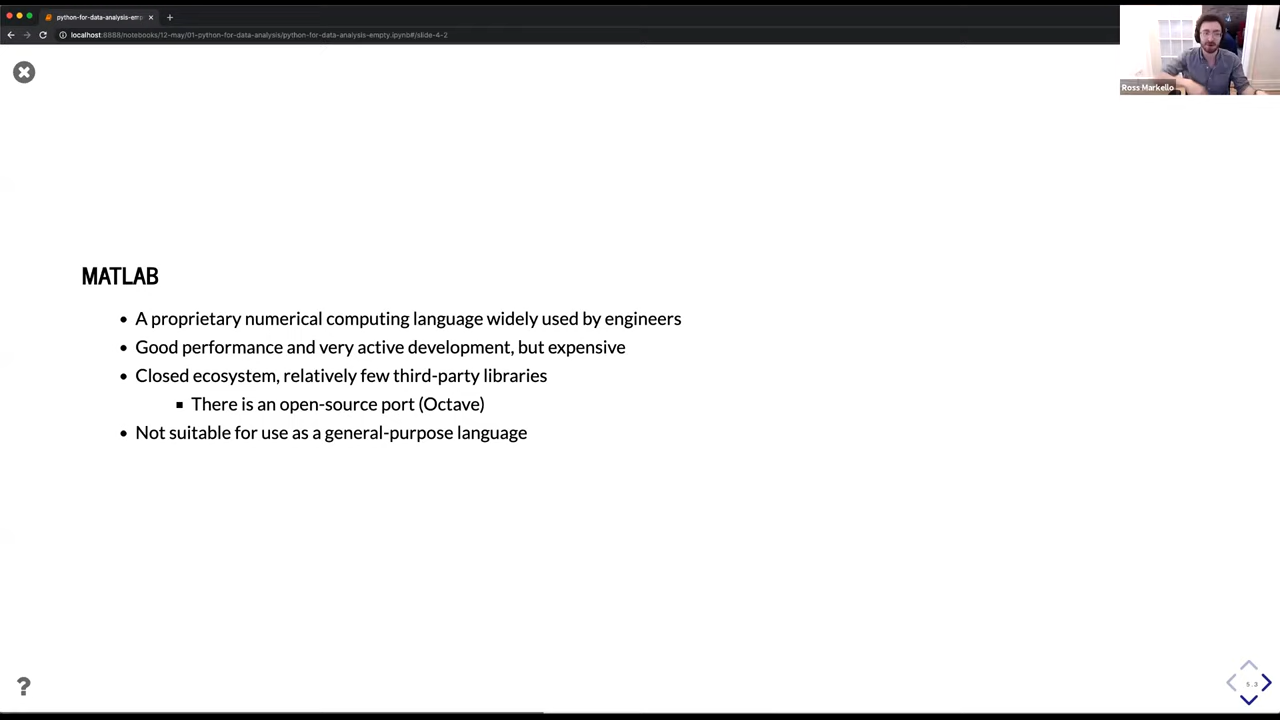 python-for-data-analysis-emp
localhost:8888/notebooks/12-may/01-python-for-data-analysis/python-for-data-analysis-empty.ipynb#/slide-4-2
Ross Markello
MATLAB
A proprietary numerical computing language widely used by engineers
Good performance and very active development, but expensive
Closed ecosystem, relatively few third-party libraries
There is an open-source port (Octave)
Not suitable for use as a general-purpose language
?
5.3